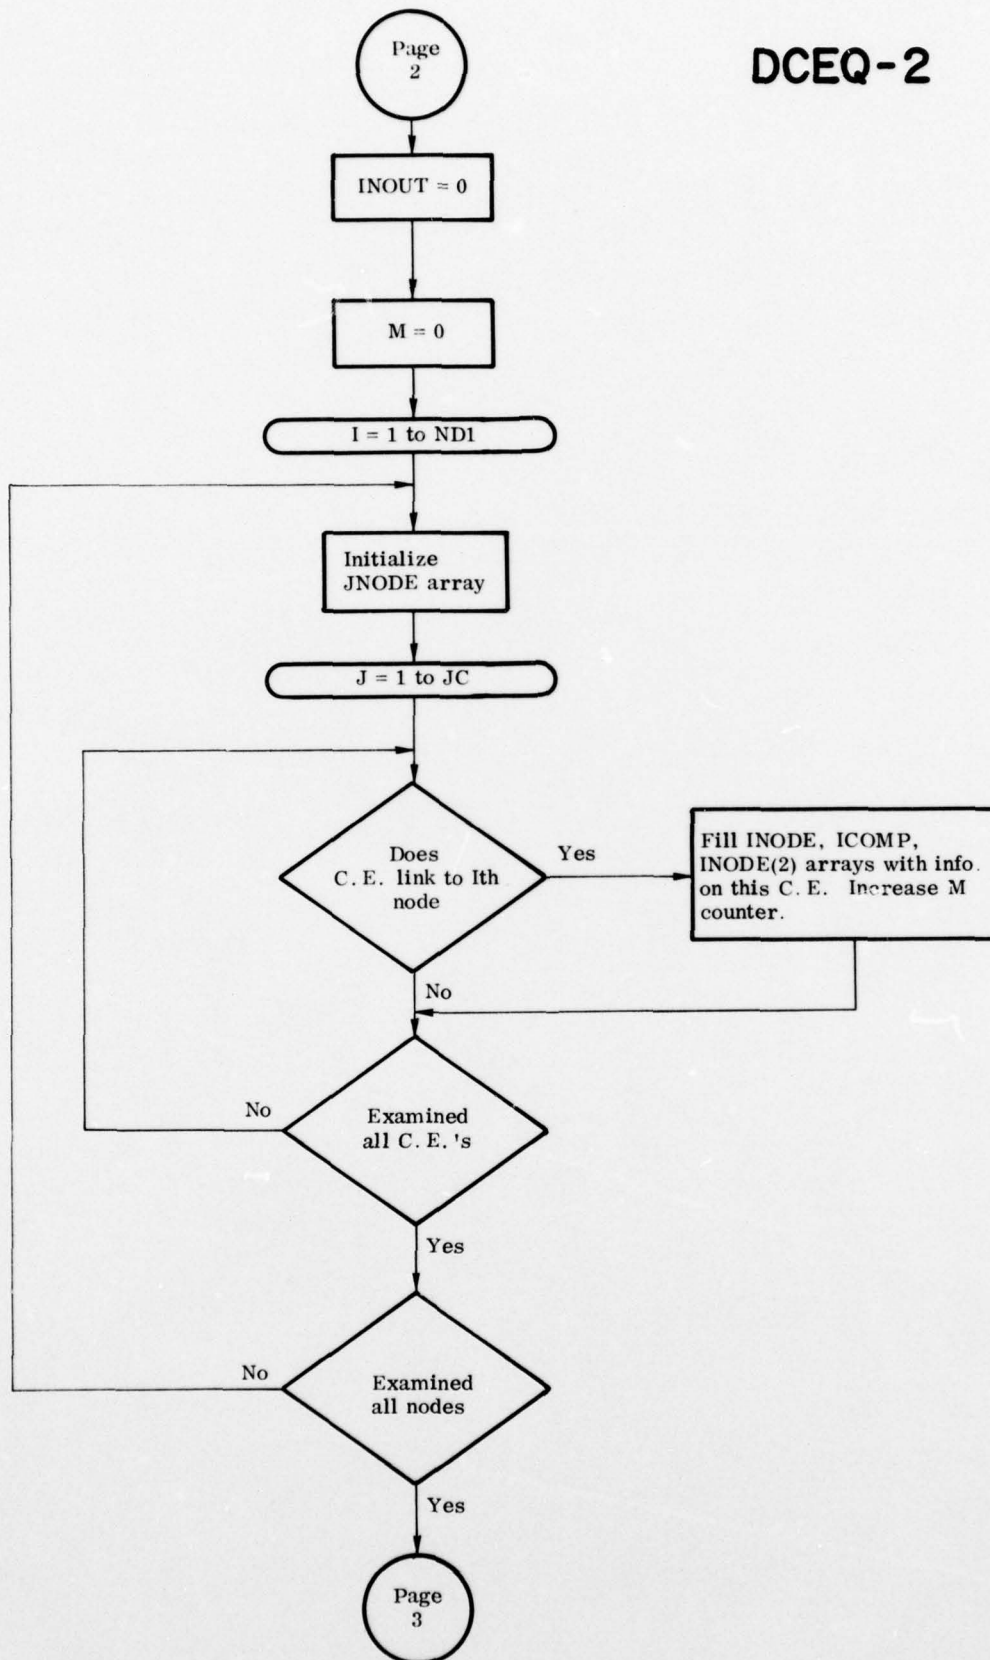 DCEQ-2
Page
2
INOUT = 0
M = 0
I = 1 to ND1
Initialize
JNODE array
J = 1 to JC
Does
C. E. link to Ith
node
Yes
Fill INODE, ICOMP,
INODE(2) arrays with info.
on this C. E. Increase M
counter.
No
Examined
all C. E. 's
No
Yes
Examined
all nodes
No
Yes
Page
3